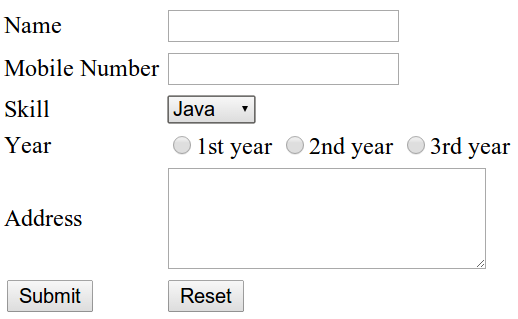 Name
Mobile Number
Skill Java
Year 1st year 2nd year 3rd year
Address
Submit Reset